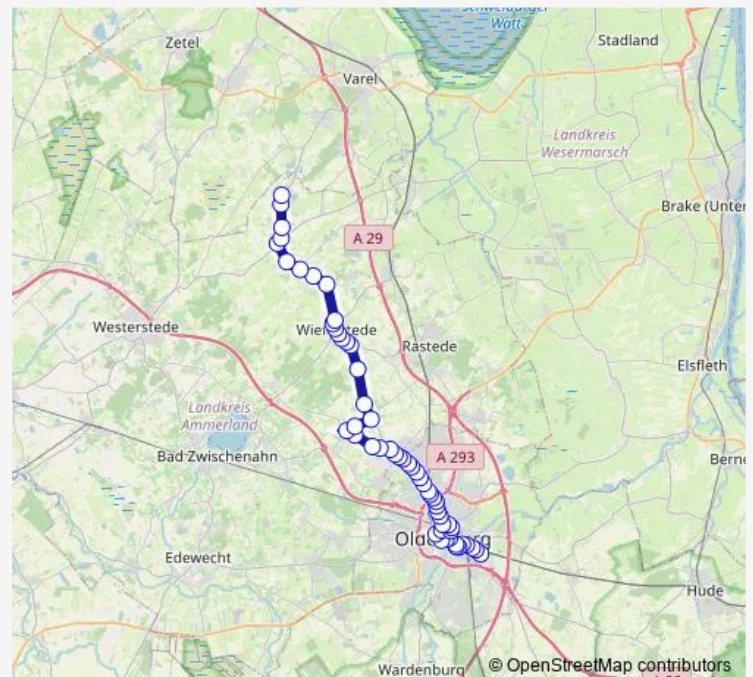 Zetel
Watt
Stadland
Varel
Landkreis
Wesermarsch
Brake (Unter
A 29
Westerstede
Rastede
Elsfleth
Landkreis
Ammerland
Bad Zwischenahn
A 293
Berne
Edewecht
Hude
Wardenburg
© OpenStreetMap contributors